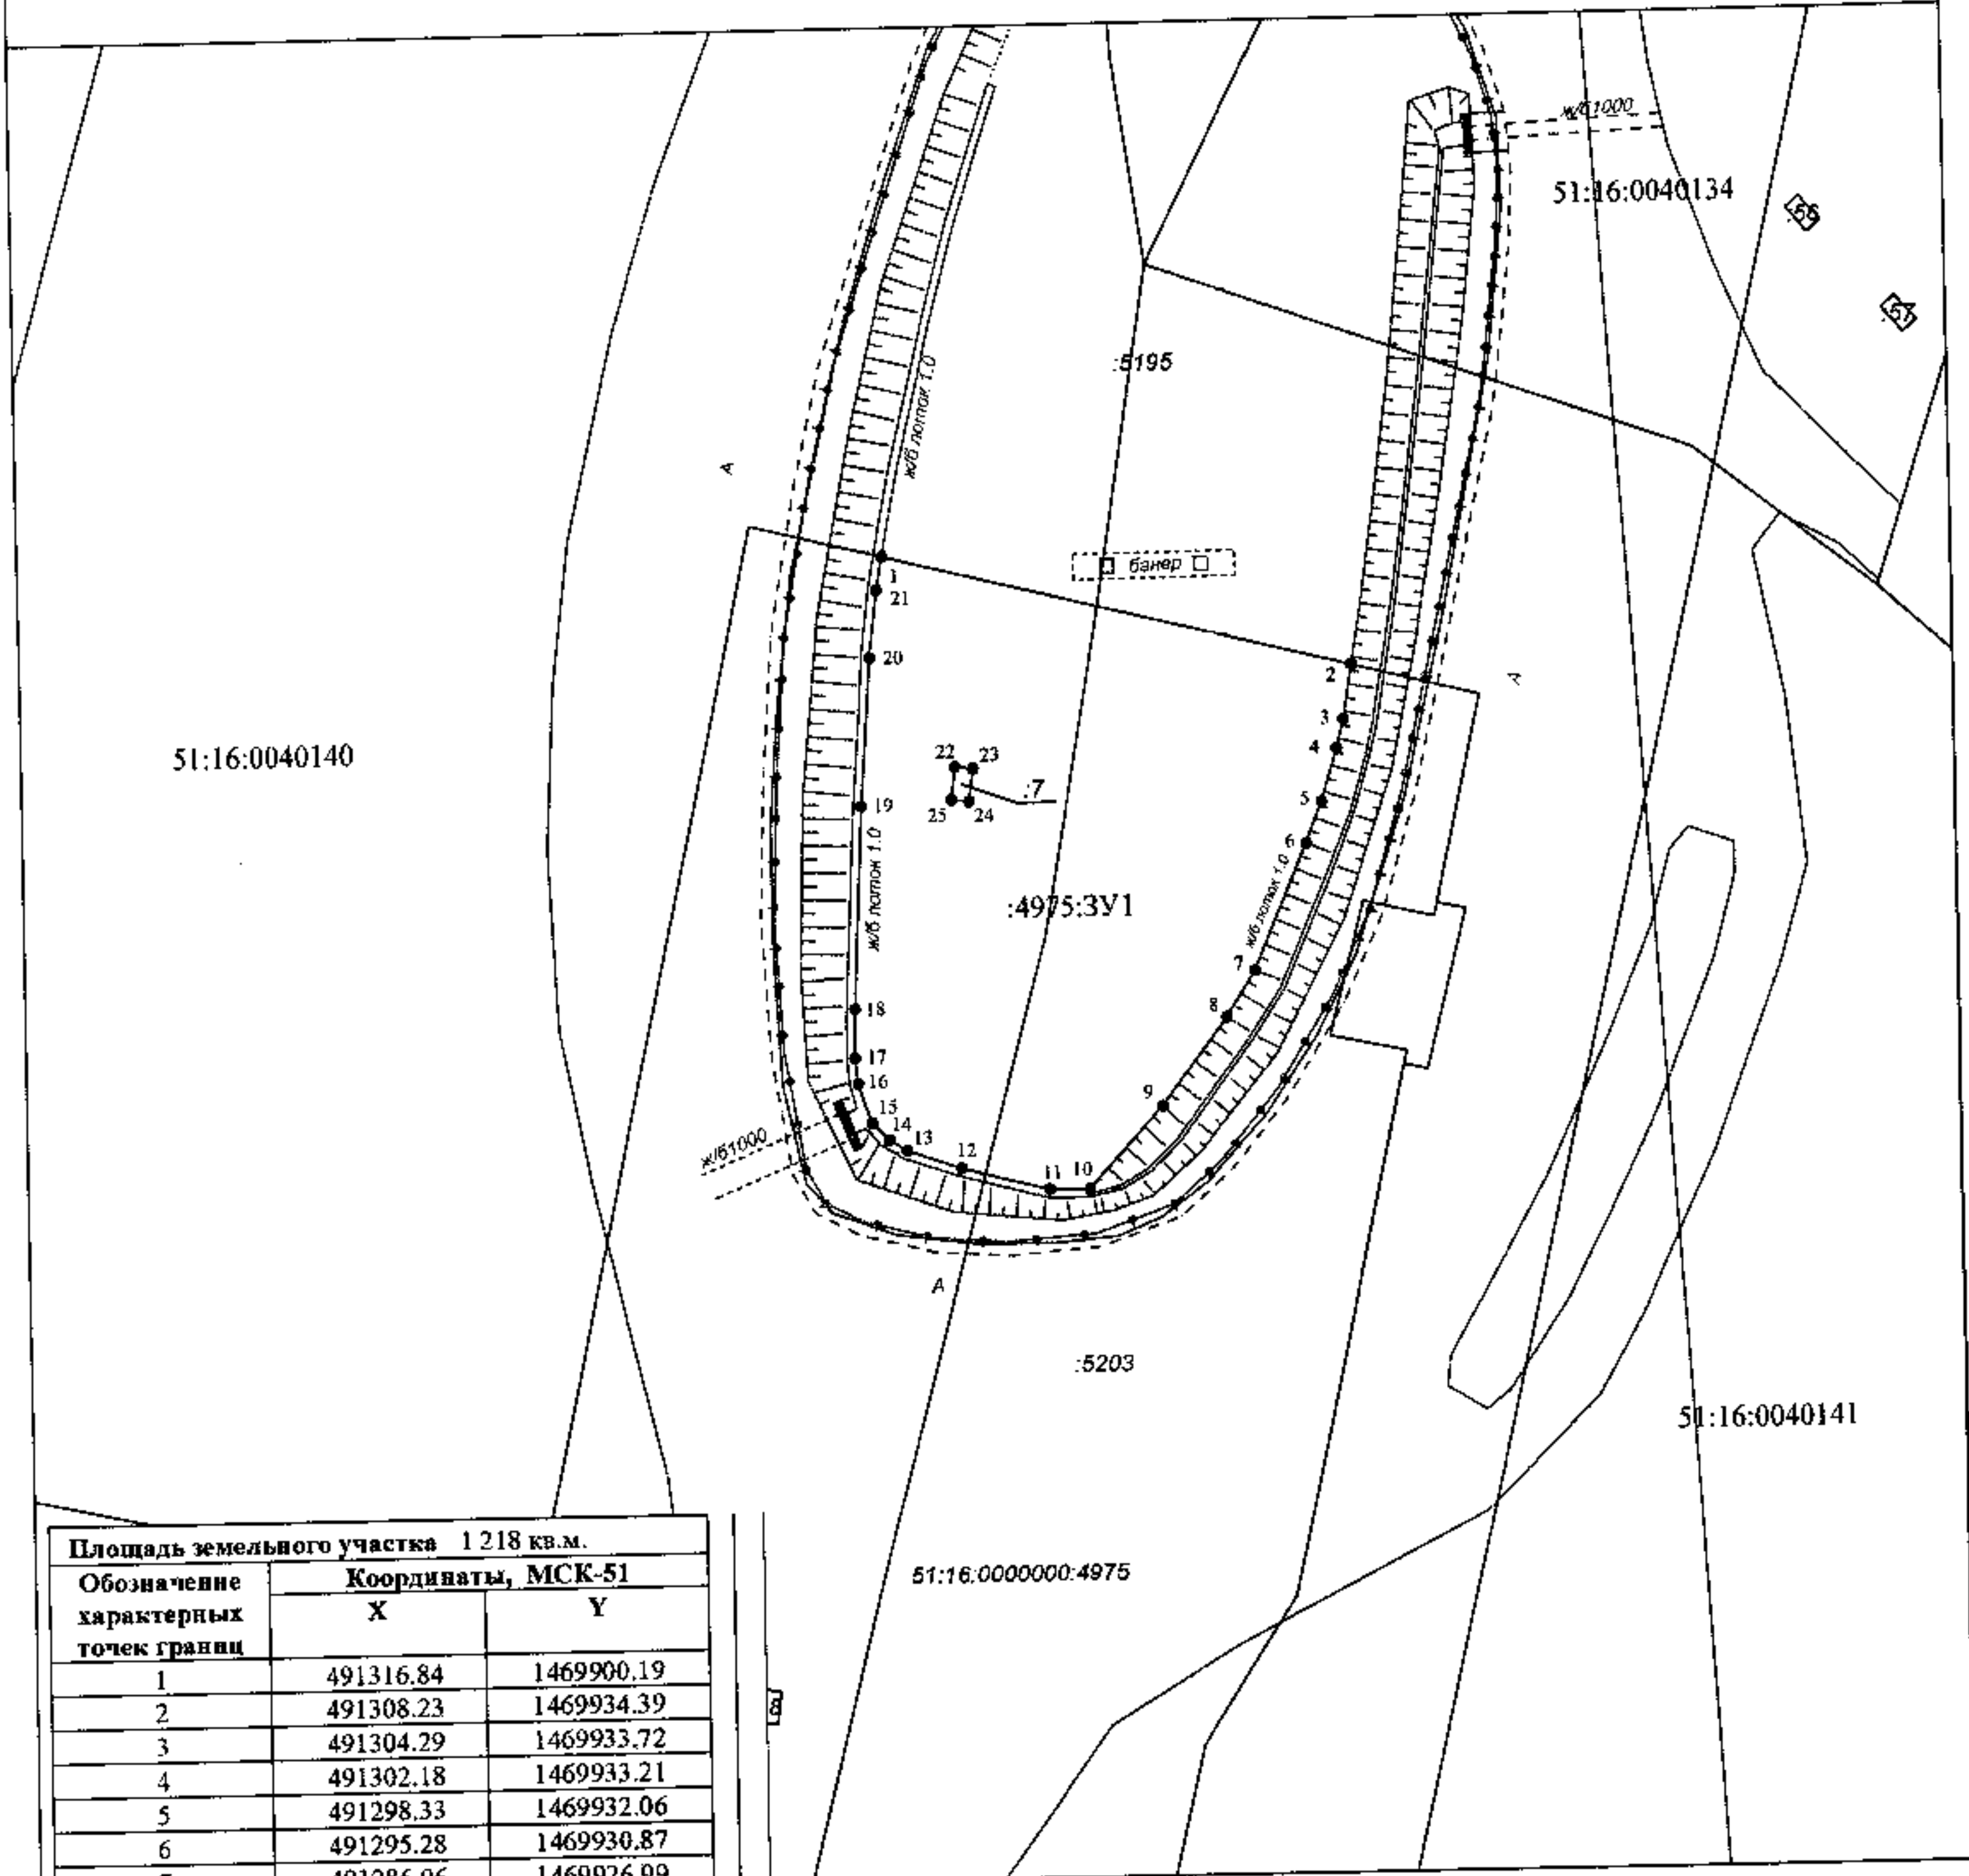 ж/б1000
51:16:0040134
:56
:57
:5195
ж/б лоток 1.0
А
банер
1
21
20
2
3
4
А
51:16:0040140
22
23
:7
25
24
19
5
6
ж/б лоток 1.0
ж/б лоток 1.0
:4975:ЗУ1
7
8
18
17
16
9
15
14
13
12
11
10
ж/б1000
А
:5203
51:16:0040141
51:16:0000000:4975
Площадь земельного участка 1 218 кв.м.
Обозначение характерных точек границ
Координаты, МСК-51
X
Y
1 491316.84 1469900.19
2 491308.23 1469934.39
3 491304.29 1469933.72
4 491302.18 1469933.21
5 491298.33 1469932.06
6 491295.28 1469930.87